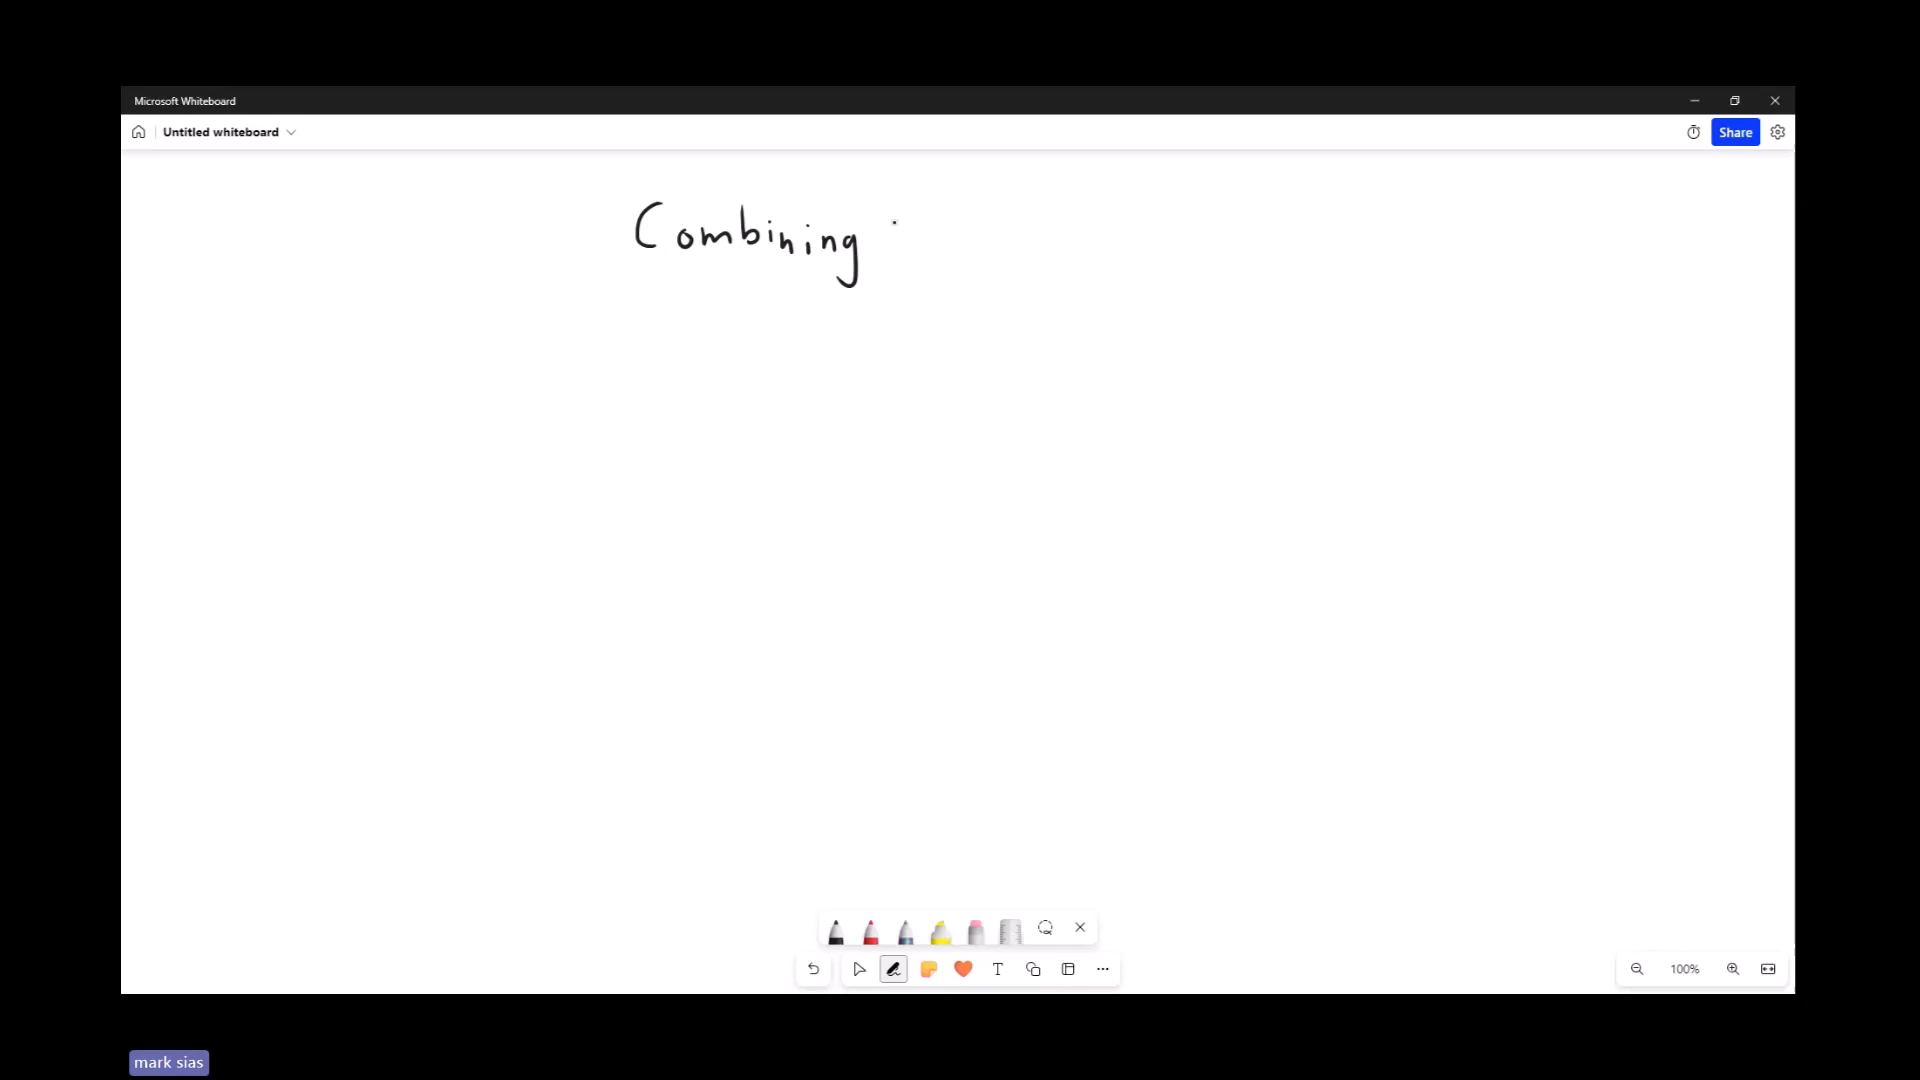 Microsoft Whiteboard
Untitled whiteboard
Share
Combining
T
100%
mark sias